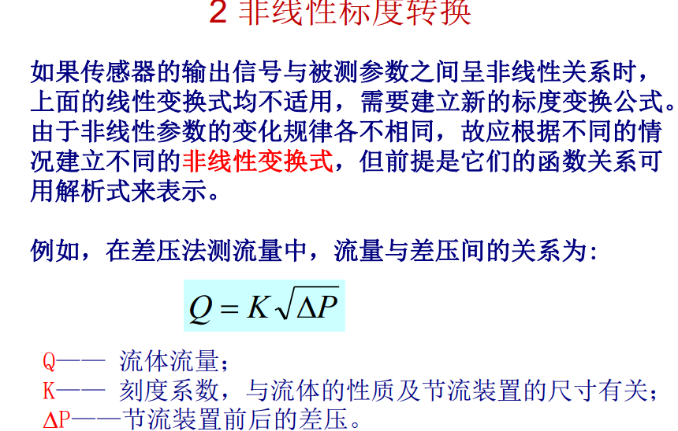 2 非线性标度转换
如果传感器的输出信号与被测参数之间呈非线性关系时，
上面的线性变换式均不适用，需要建立新的标度变换公式。
由于非线性参数的变化规律各不相同，故应根据不同的情
况建立不同的非线性变换式，但前提是它们的函数关系可
用解析式来表示。
例如，在差压法测流量中，流量与差压间的关系为:
Q = K√ΔP
Q—— 流体流量；
K—— 刻度系数，与流体的性质及节流装置的尺寸有关；
ΔP——节流装置前后的差压。